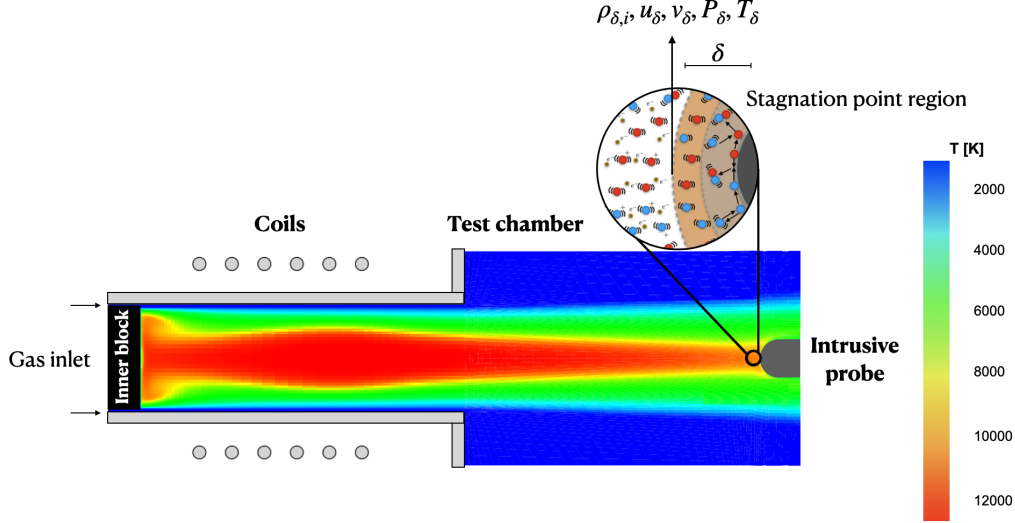 ρδ,i, uδ, vδ, Pδ, Tδ
δ
Stagnation point region
T [K]
2000
4000
6000
8000
10000
12000
Coils
Test chamber
Gas inlet
Inner block
Intrusive
probe